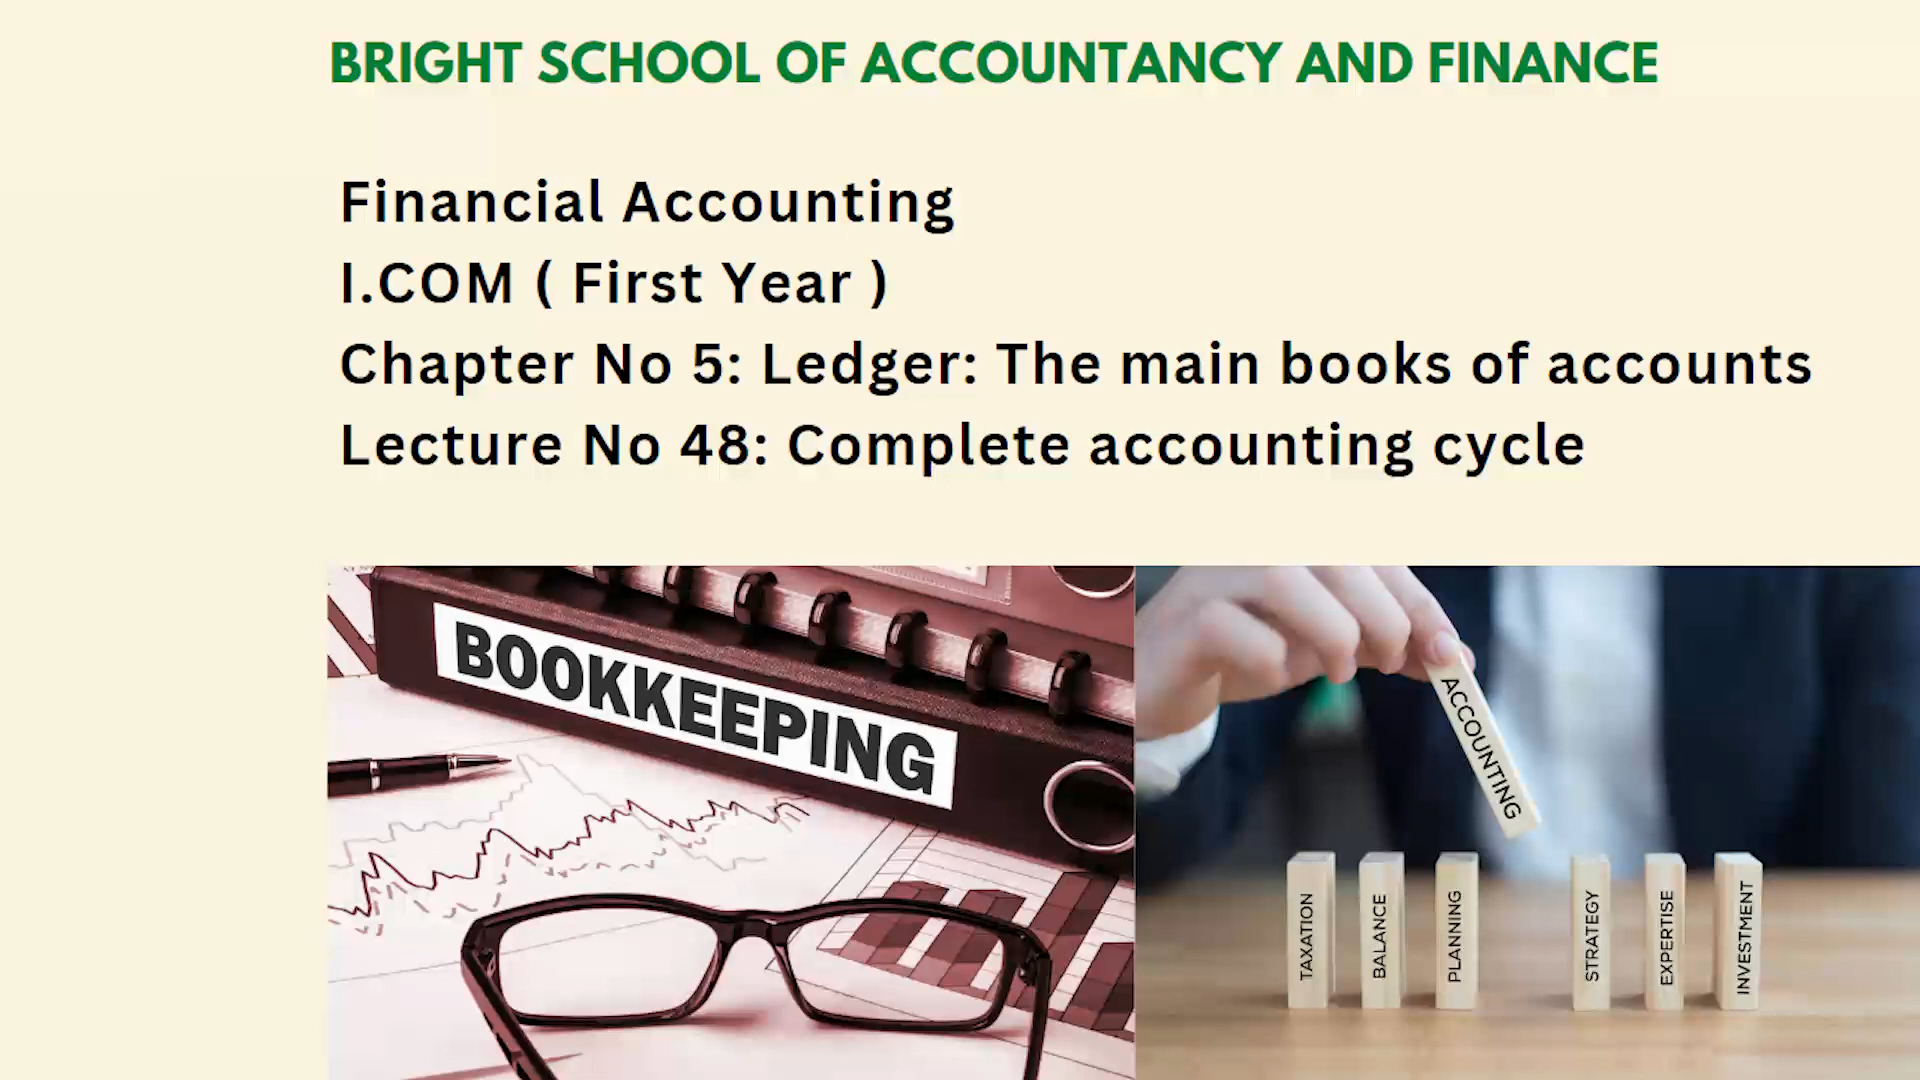 BRIGHT SCHOOL OF ACCOUNTANCY AND FINANCE
Financial Accounting
I.COM ( First Year )
Chapter No 5: Ledger: The main books of accounts
Lecture No 48: Complete accounting cycle
BOOKKEEPING
ACCOUNTING
TAXATION
BALANCE
PLANNING
STRATEGY
EXPERTISE
INVESTMENT